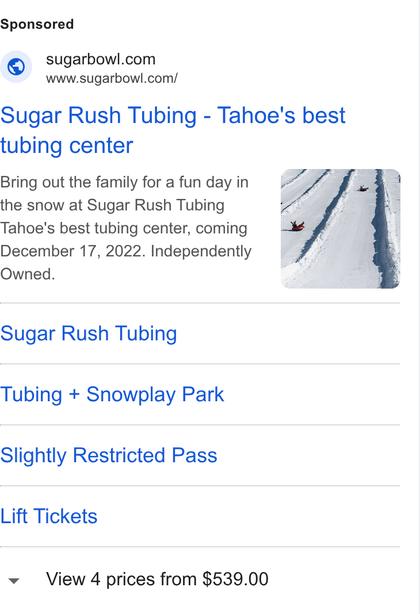 Sponsored
sugarbowl.com
www.sugarbowl.com/
Sugar Rush Tubing - Tahoe's best
tubing center
Bring out the family for a fun day in
the snow at Sugar Rush Tubing
Tahoe's best tubing center, coming
December 17, 2022. Independently
Owned.
Sugar Rush Tubing
Tubing + Snowplay Park
Slightly Restricted Pass
Lift Tickets
View 4 prices from $539.00